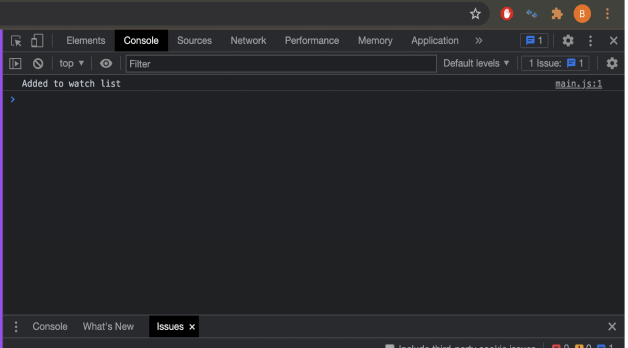 B
Elements Console Sources Network Performance Memory Application » 1
top ▼ Filter Default levels ▼ 1 Issue: 1
Added to watch list main.js:1
>
Console What's New Issues ×
Include third-party cookie issues 0 0 1